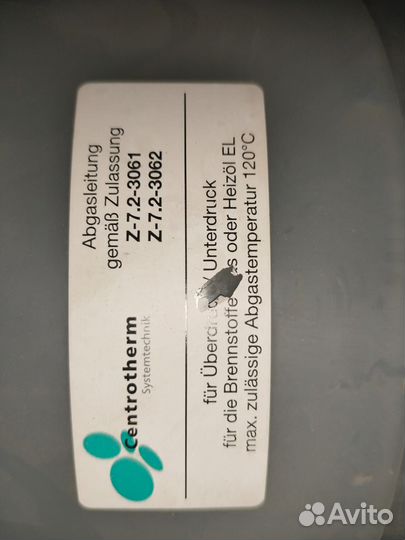 Abgasleitung
gemäß Zulassung
Z-7.2-3061
Z-7.2-3062
Centrotherm
Systemtechnik
für / Unterdruck
für die oder Heizöl EL
max. zulässige Abgastemperatur 120°C
Avito